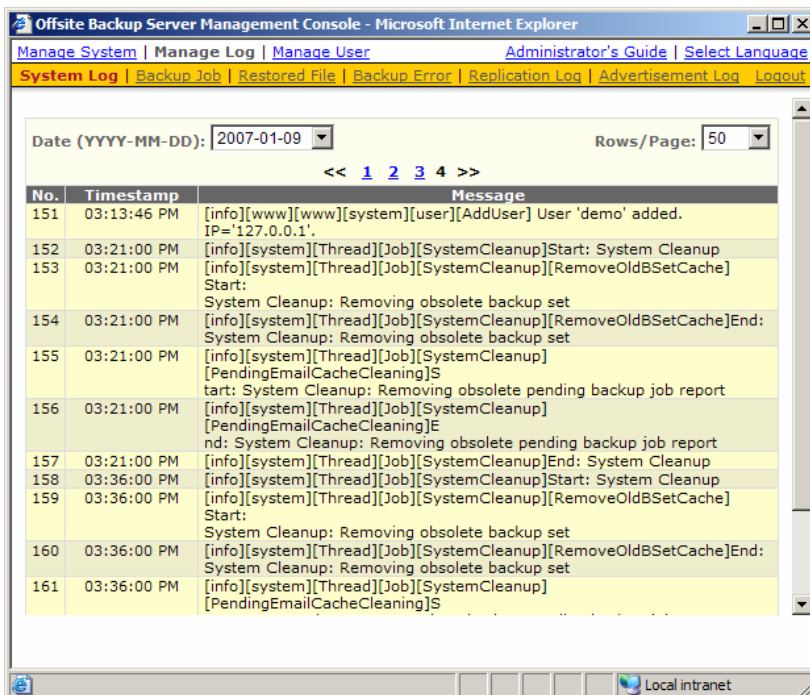 Offsite Backup Server Management Console - Microsoft Internet Explorer
Manage System | Manage Log | Manage User Administrator's Guide | Select Language
System Log | Backup Job | Restored File | Backup Error | Replication Log | Advertisement Log Logout
Date (YYYY-MM-DD): 2007-01-09 Rows/Page: 50
<< 1 2 3 4 >>
No. Timestamp Message
151 03:13:46 PM [info][www][www][system][user][AddUser] User 'demo' added.
IP='127.0.0.1'.
152 03:21:00 PM [info][system][Thread][Job][SystemCleanup]Start: System Cleanup
153 03:21:00 PM [info][system][Thread][Job][SystemCleanup][RemoveOldBSetCache]
Start:
System Cleanup: Removing obsolete backup set
154 03:21:00 PM [info][system][Thread][Job][SystemCleanup][RemoveOldBSetCache]End:
System Cleanup: Removing obsolete backup set
155 03:21:00 PM [info][system][Thread][Job][SystemCleanup]
[PendingEmailCacheCleaning]S
tart: System Cleanup: Removing obsolete pending backup job report
156 03:21:00 PM [info][system][Thread][Job][SystemCleanup]
[PendingEmailCacheCleaning]E
nd: System Cleanup: Removing obsolete pending backup job report
157 03:21:00 PM [info][system][Thread][Job][SystemCleanup]End: System Cleanup
158 03:36:00 PM [info][system][Thread][Job][SystemCleanup]Start: System Cleanup
159 03:36:00 PM [info][system][Thread][Job][SystemCleanup][RemoveOldBSetCache]
Start:
System Cleanup: Removing obsolete backup set
160 03:36:00 PM [info][system][Thread][Job][SystemCleanup][RemoveOldBSetCache]End:
System Cleanup: Removing obsolete backup set
161 03:36:00 PM [info][system][Thread][Job][SystemCleanup]
[PendingEmailCacheCleaning]S
Local intranet